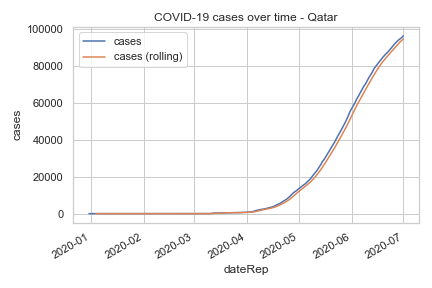 COVID-19 cases over time - Qatar
cases
cases (rolling)
100000
80000
60000
40000
20000
0
cases
2020-01
2020-02
2020-03
2020-04
2020-05
2020-06
2020-07
dateRep